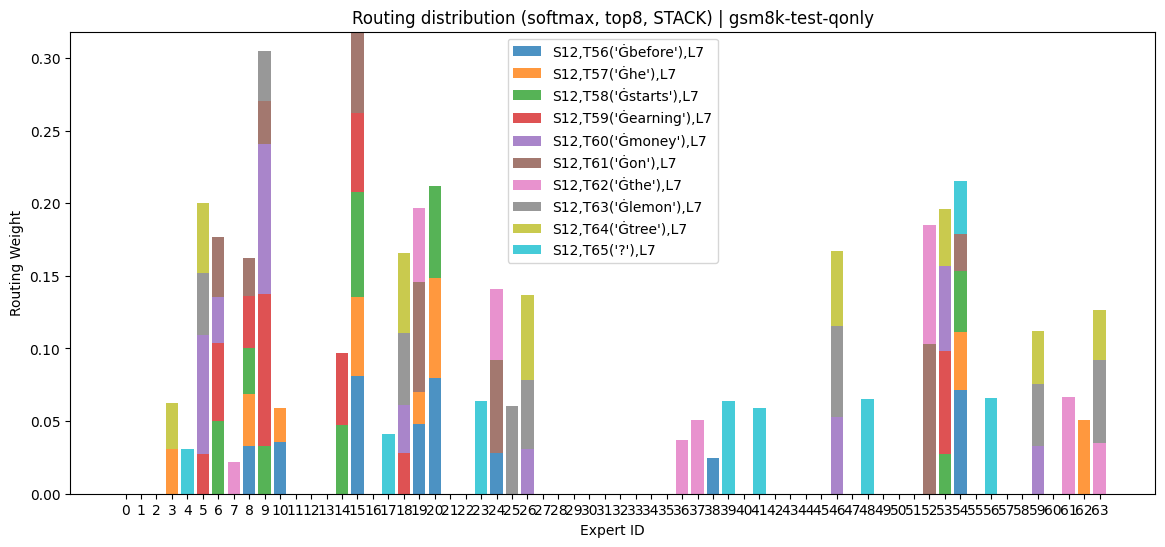 Routing distribution (softmax, top8, STACK) | gsm8k-test-qonly
S12,T56('Ġbefore'),L7
S12,T57('Ġhe'),L7
S12,T58('Ġstarts'),L7
S12,T59('Ġearning'),L7
S12,T60('Ġmoney'),L7
S12,T61('Ġon'),L7
S12,T62('Ġthe'),L7
S12,T63('Ġlemon'),L7
S12,T64('Ġtree'),L7
S12,T65('?'),L7
Routing Weight
0.30
0.25
0.20
0.15
0.10
0.05
0.00
0 1 2 3 4 5 6 7 8 9 10 11 12 13 14 15 16 17 18 19 20 21 22 23 24 25 26 27 28 29 30 31 32 33 34 35 36 37 38 39 40 41 42 43 44 45 46 47 48 49 50 51 52 53 54 55 56 57 58 59 60 61 62 63
Expert ID